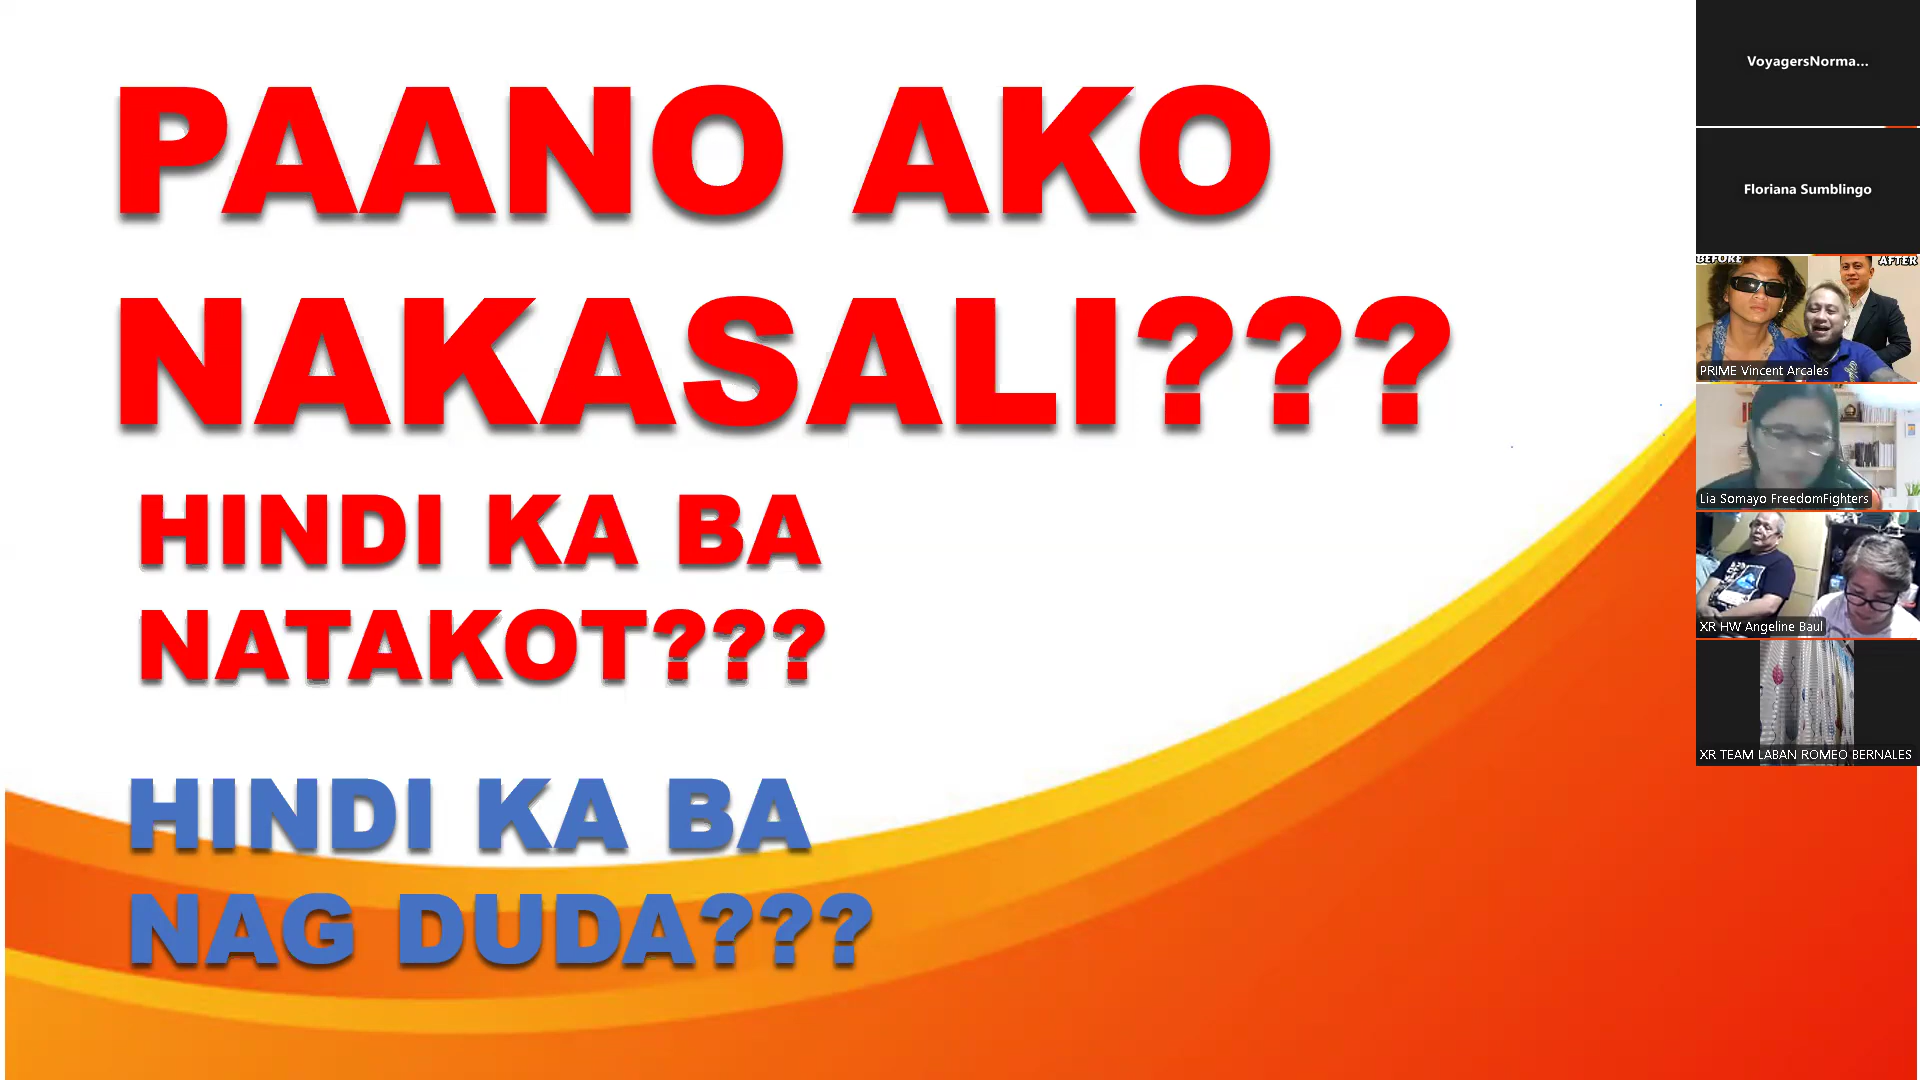 PAANO AKO
NAKASALI???
HINDI KA BA
NATAKOT???
HINDI KA BA
NAG DUDA???
VoyagersNorma...
Floriana Sumblingo
BEFORE
AFTER
PRIME Vincent Arcales
Lia Somayo FreedomFighters
XR HW Angeline Baul
XR TEAM LABAN ROMEO BERNALES